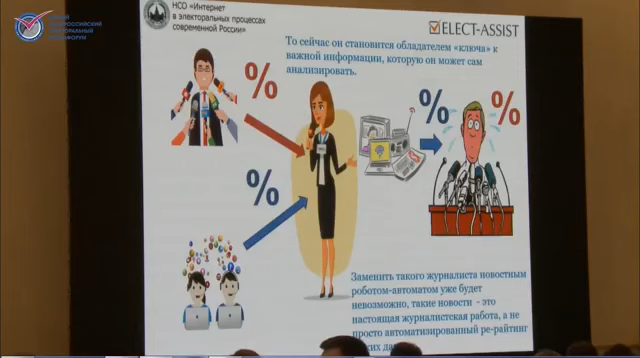 РОССИЙСКИЙ
НСО «Интернет
в электоральных процессах
современной России»
ELECT-ASSIST
То сейчас он становится обладателем «ключа» к
важной информации, которую он может сам
анализировать.
%
%
%
%
Заменить такого журналиста новостным
роботом-автоматом уже будет
невозможно, такие новости - это
настоящая журналистская работа, а не
просто автоматизированный ре-райтинг